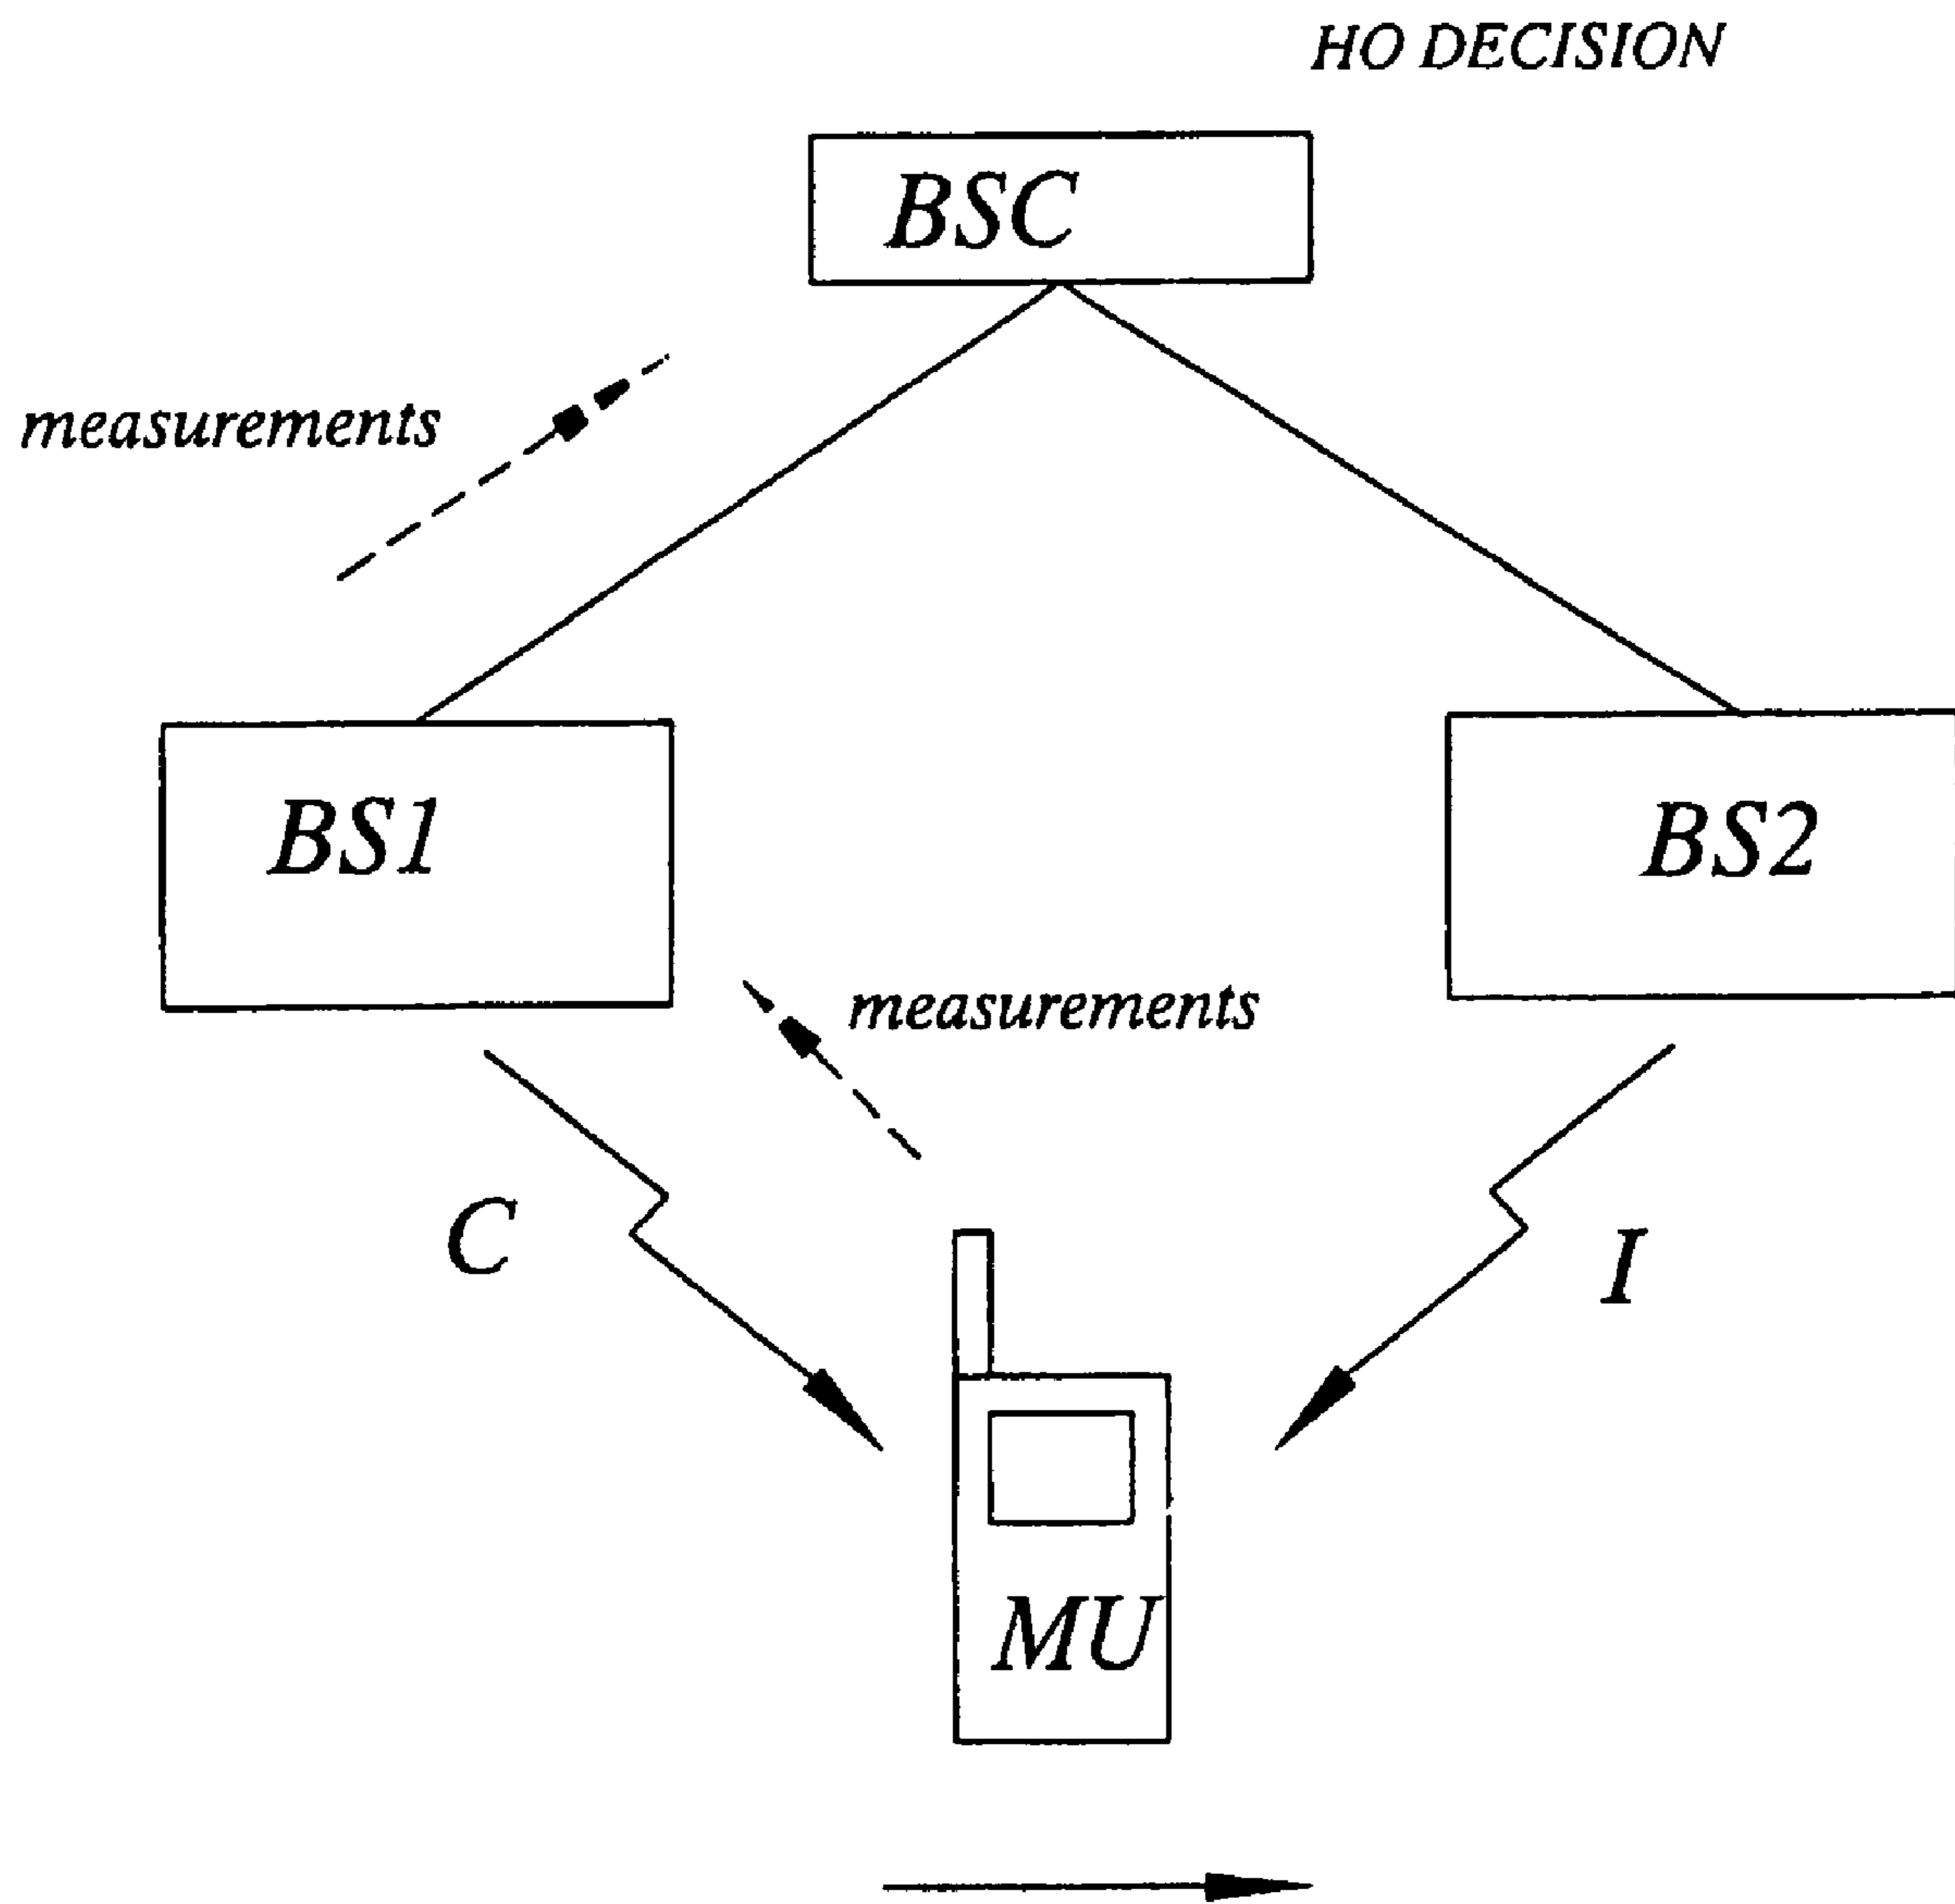 HO DECISION
BSC
measurements
BS1
BS2
measurements
C
I
MU